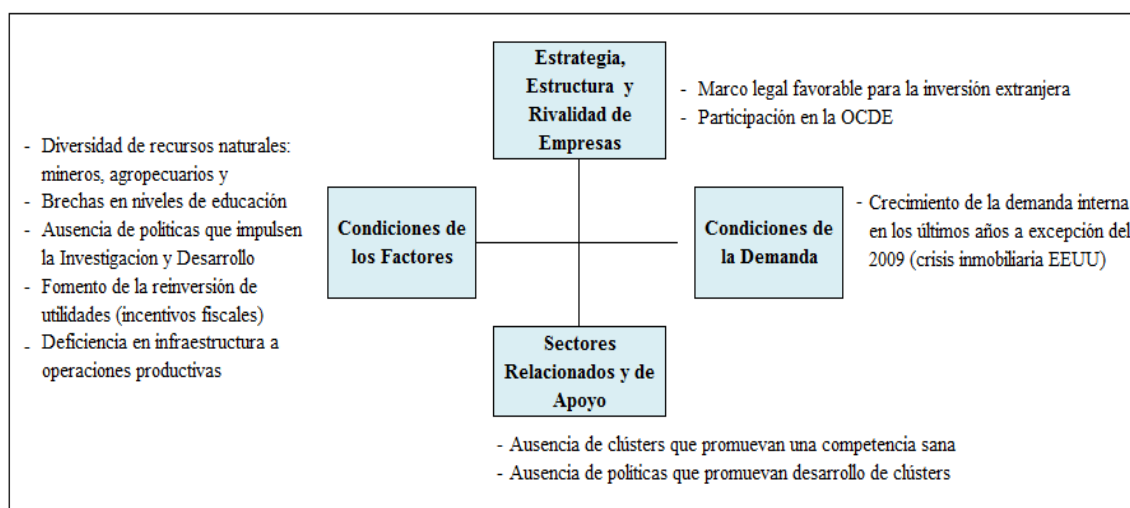 Estrategia,
Estructura y
Rivalidad de
Empresas
- Marco legal favorable para la inversión extranjera
- Participación en la OCDE
- Diversidad de recursos naturales:
mineros, agropecuarios y
- Brechas en niveles de educación
- Ausencia de políticas que impulsen
la Investigacion y Desarrollo
- Fomento de la reinversión de
utilidades (incentivos fiscales)
- Deficiencia en infraestructura a
operaciones productivas
Condiciones de
los Factores
Condiciones de
la Demanda
- Crecimiento de la demanda interna
en los últimos años a excepción del
2009 (crisis inmobiliaria EEUU)
Sectores
Relacionados y de
Apoyo
- Ausencia de clústers que promuevan una competencia sana
- Ausencia de políticas que promuevan desarrollo de clústers